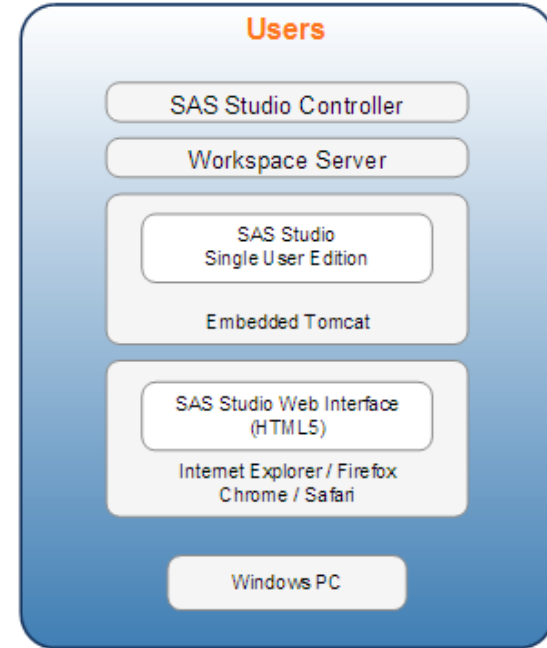 Users
SAS Studio Controller
Workspace Server
SAS Studio
Single User Edition
Embedded Tomcat
SAS Studio Web Interface
(HTML5)
Internet Explorer / Firefox
Chrome / Safari
Windows PC